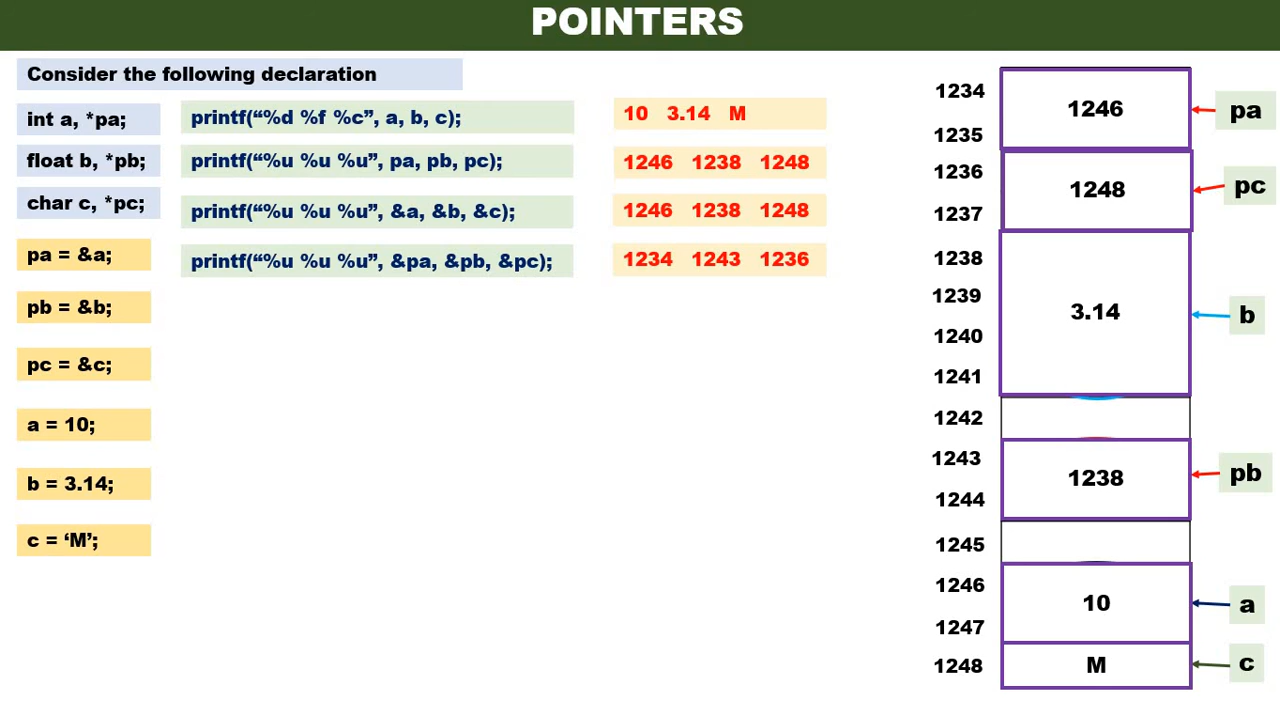 POINTERS
Consider the following declaration
int a, *pa;
float b, *pb;
char c, *pc;
pa = &a;
pb = &b;
pc = &c;
a = 10;
b = 3.14;
c = ‘M’;
printf(“%d %f %c”, a, b, c);
printf(“%u %u %u”, pa, pb, pc);
printf(“%u %u %u”, &a, &b, &c);
printf(“%u %u %u”, &pa, &pb, &pc);
10 3.14 M
1246 1238 1248
1246 1238 1248
1234 1243 1236
1234
1235
1236
1237
1238
1239
1240
1241
1242
1243
1244
1245
1246
1247
1248
1246
1248
3.14
1238
10
M
pa
pc
b
pb
a
c